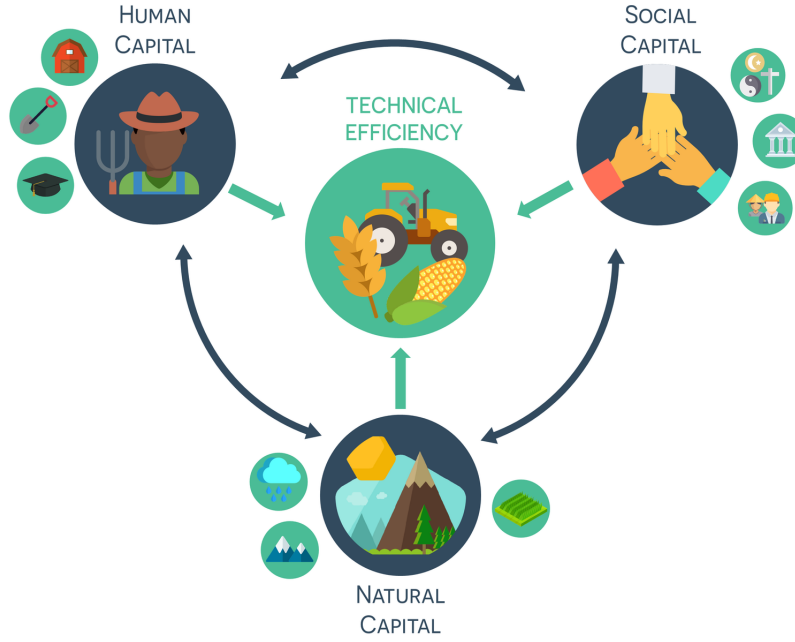 HUMAN
CAPITAL
SOCIAL
CAPITAL
TECHNICAL
EFFICIENCY
NATURAL
CAPITAL